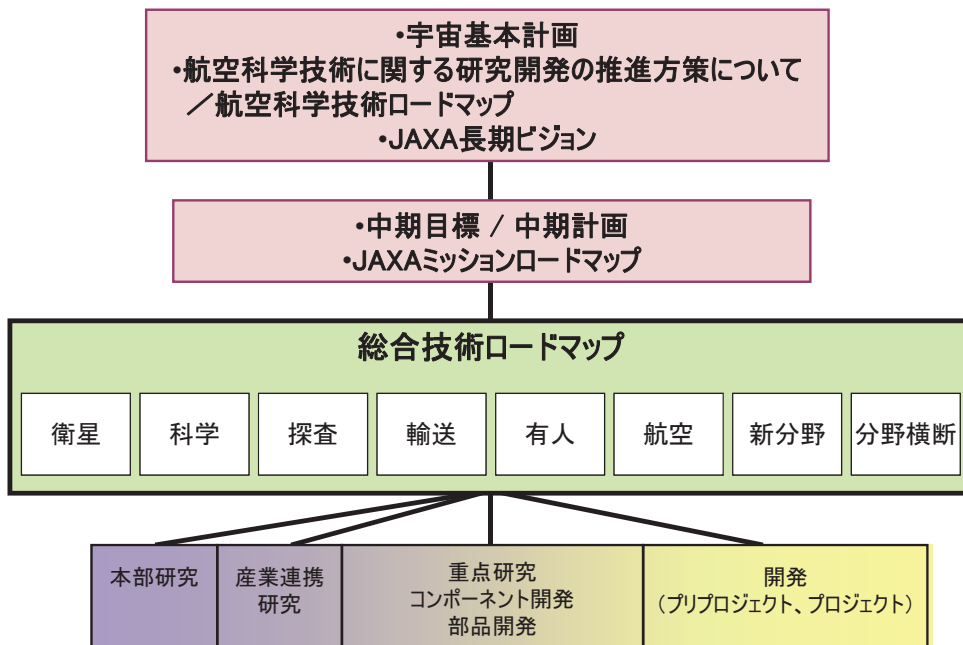 ・宇宙基本計画
・航空科学技術に関する研究開発の推進方策について
／航空科学技術ロードマップ
・JAXA長期ビジョン
・中期目標 / 中期計画
・JAXAミッションロードマップ
総合技術ロードマップ
衛星
科学
探査
輸送
有人
航空
新分野
分野横断
本部研究
産業連携
研究
重点研究
コンポーネント開発
部品開発
開発
（プリプロジェクト、プロジェクト）